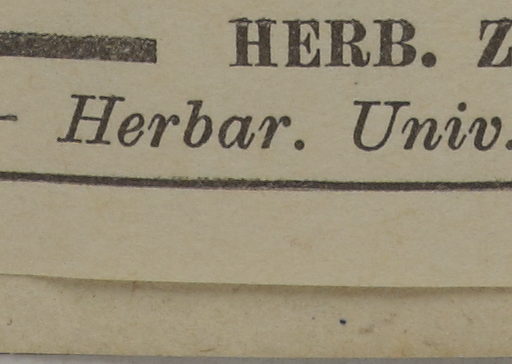 HERB. Z
- Herbar. Univ.